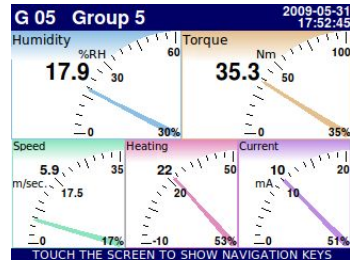 G 05 Group 5
2009-05-31
17:52:45
Humidity
%RH
17.9
60
30
0
30%
Torque
Nm
35.3
100
50
0
35%
Speed
5.9
m/sec.
35
17.5
0
17%
Heating
22
50
20
-10
53%
Current
10
mA
20
10
0
51%
TOUCH THE SCREEN TO SHOW NAVIGATION KEYS